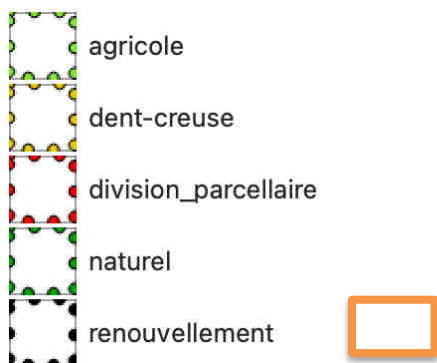 agricole
dent-creuse
division_parcellaire
naturel
renouvellement